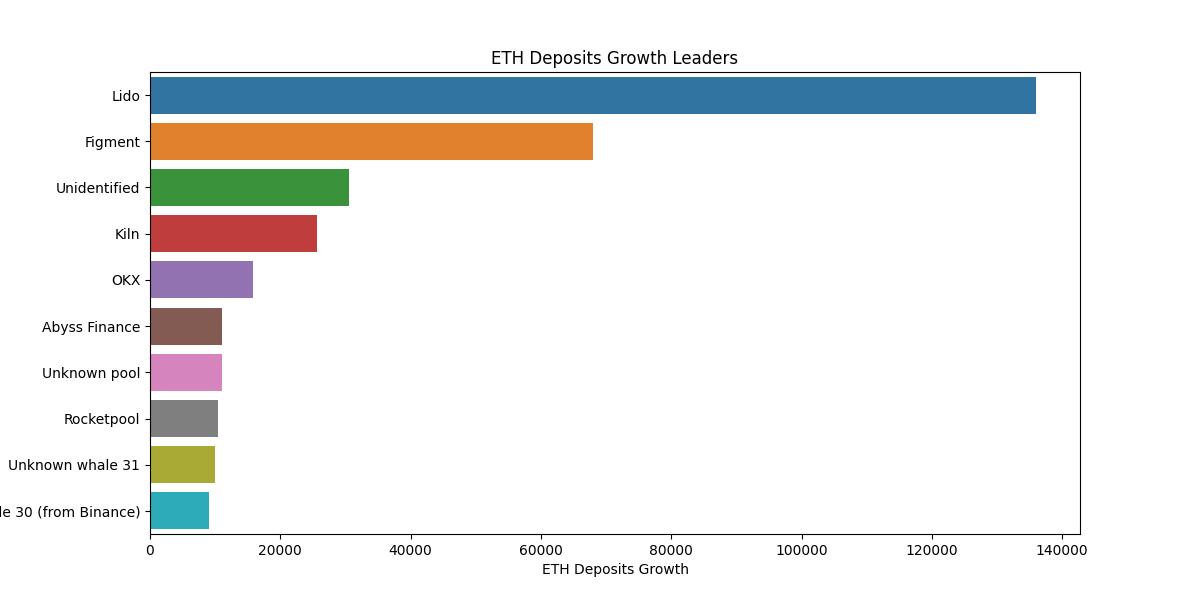 ETH Deposits Growth Leaders
Lido
Figment
Unidentified
Kiln
OKX
Abyss Finance
Unknown pool
Rocketpool
Unknown whale 31
30 (from Binance)
0 20000 40000 60000 80000 100000 120000 140000
ETH Deposits Growth